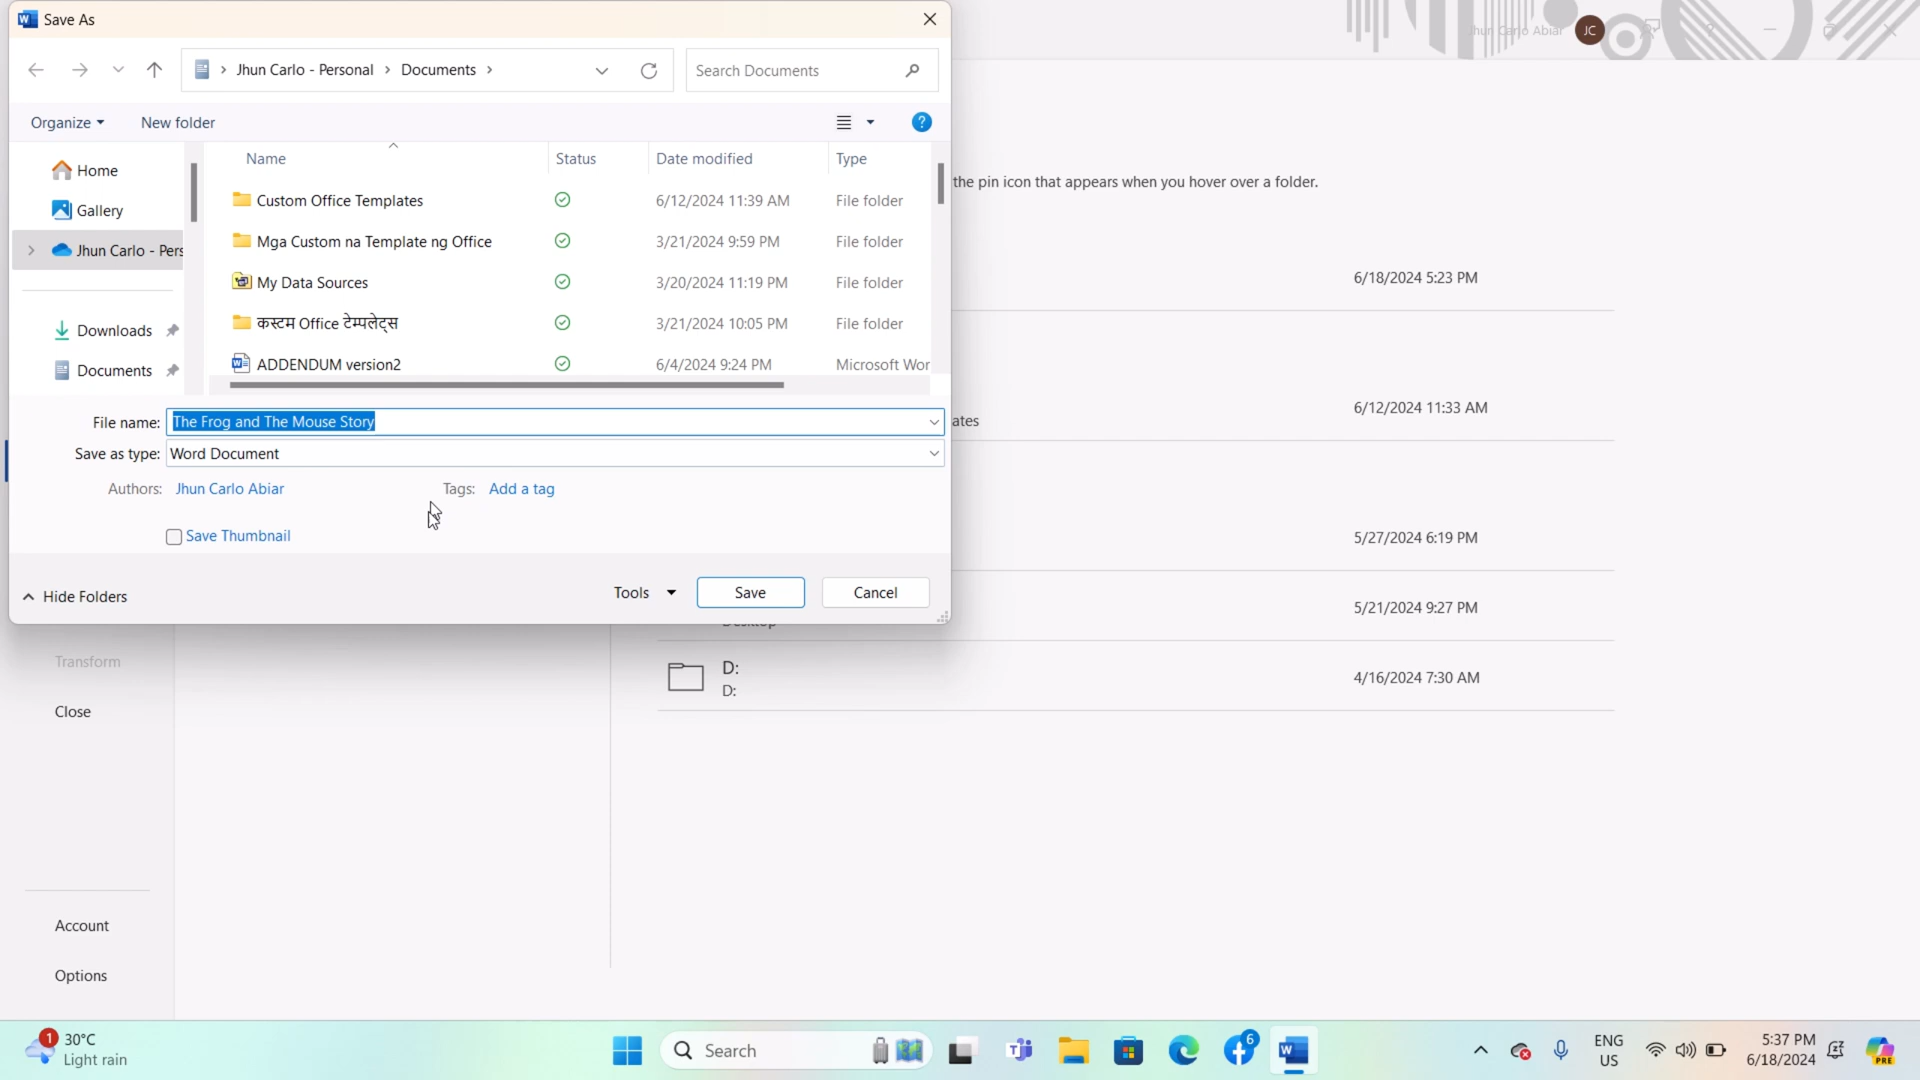 Save As
Jhun Carlo Abiar
JC
Jhun Carlo - Personal > Documents >
Search Documents
Organize
New folder
Home
Gallery
Jhun Carlo - Pers
Downloads
Documents
Name
Status
Date modified
Type
Custom Office Templates
6/12/2024 11:39 AM
File folder
Mga Custom na Template ng Office
3/21/2024 9:59 PM
File folder
My Data Sources
3/20/2024 11:19 PM
File folder
कस्टम Office टेम्पलेट्स
3/21/2024 10:05 PM
File folder
ADDENDUM version2
6/4/2024 9:24 PM
Microsoft Wor
File name: The Frog and The Mouse Story
Save as type: Word Document
Authors: Jhun Carlo Abiar
Tags: Add a tag
Save Thumbnail
Hide Folders
Tools
Save
Cancel
the pin icon that appears when you hover over a folder.
6/18/2024 5:23 PM
6/12/2024 11:33 AM
ates
5/27/2024 6:19 PM
5/21/2024 9:27 PM
Desktop
D:
D:
4/16/2024 7:30 AM
Transform
Close
Account
Options
1
30°C
Light rain
Search
6
ENG
US
5:37 PM
6/18/2024
PRE